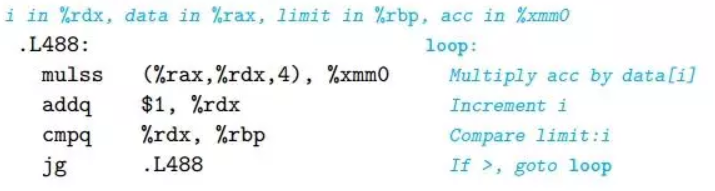 i in %rdx, data in %rax, limit in %rbp, acc in %xmm0
.L488: loop:
mulss (%rax,%rdx,4), %xmm0 Multiply acc by data[i]
addq $1, %rdx Increment i
cmpq %rdx, %rbp Compare limit:i
jg .L488 If >, goto loop